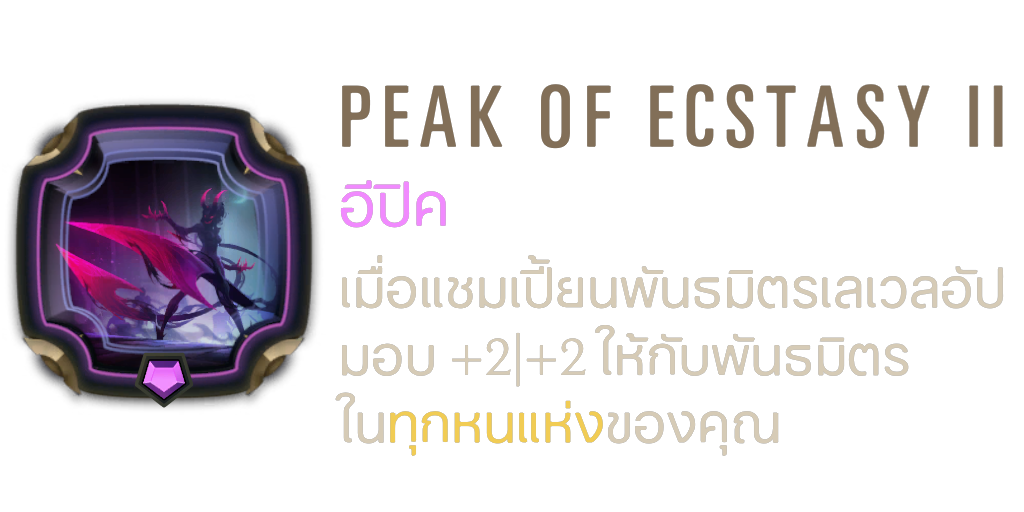 PEAK OF ECSTASY II
อีปิค
เมื่อแชมเปี้ยนพันธมิตรเลเวลอัป
มอบ +2|+2 ให้กับพันธมิตร
ในทุกหนแห่งของคุณ